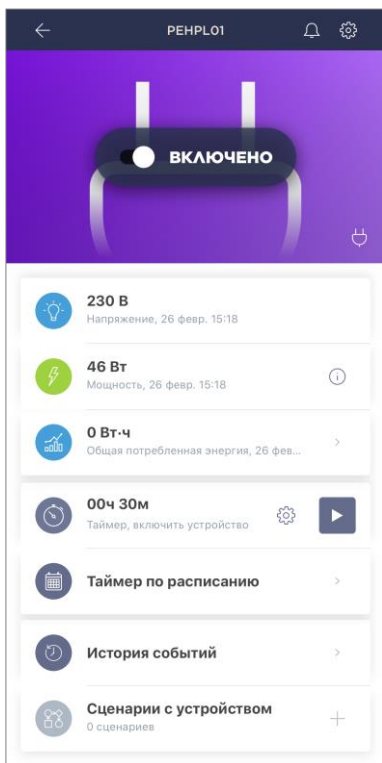 PEHPL01
ВКЛЮЧЕНО
230 В
Напряжение, 26 февр. 15:18
46 Вт
Мощность, 26 февр. 15:18
0 Вт·ч
Общая потребленная энергия, 26 фев...
00ч 30м
Таймер, включить устройство
Таймер по расписанию
История событий
Сценарии с устройством
0 сценариев